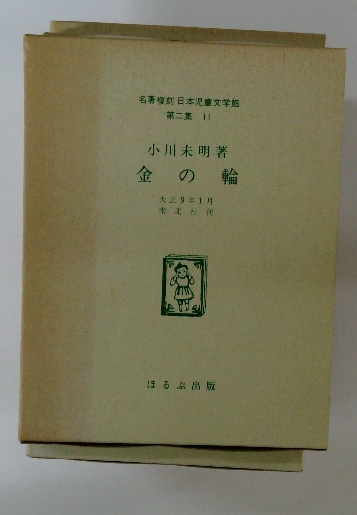 名著複刻 日本児童文学館
第二集 11
小川未明著
金の輪
大正9年1月
南北社刊
ほるぷ出版